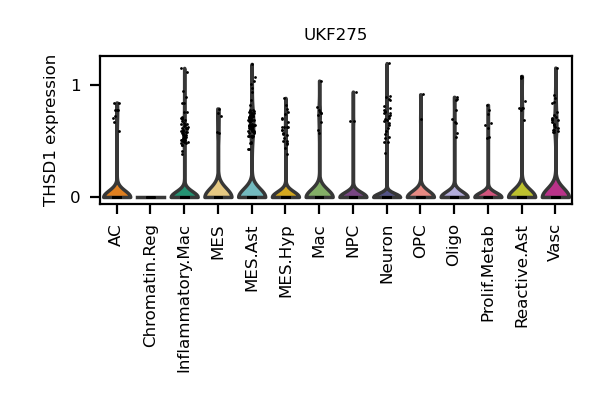 UKF275
THSD1 expression
1
0
AC
Chromatin.Reg
Inflammatory.Mac
MES
MES.Ast
MES.Hyp
Mac
NPC
Neuron
OPC
Oligo
Prolif.Metab
Reactive.Ast
Vasc